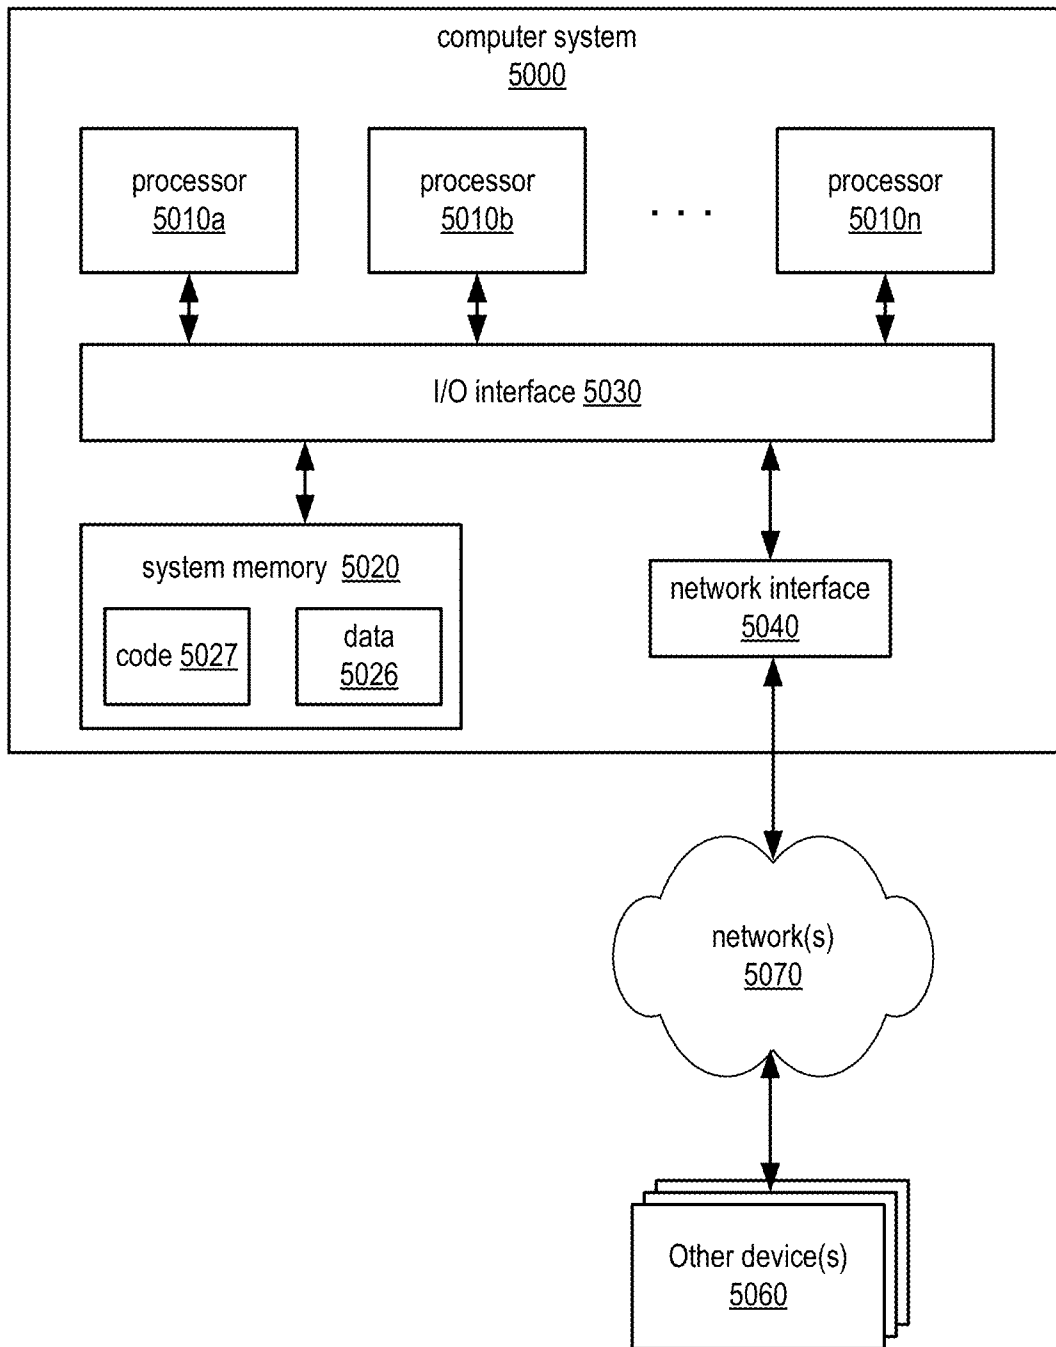 computer system
5000
processor
5010a
processor
5010b
. . .
processor
5010n
I/O interface 5030
system memory 5020
code 5027
data
5026
network interface
5040
network(s)
5070
Other device(s)
5060